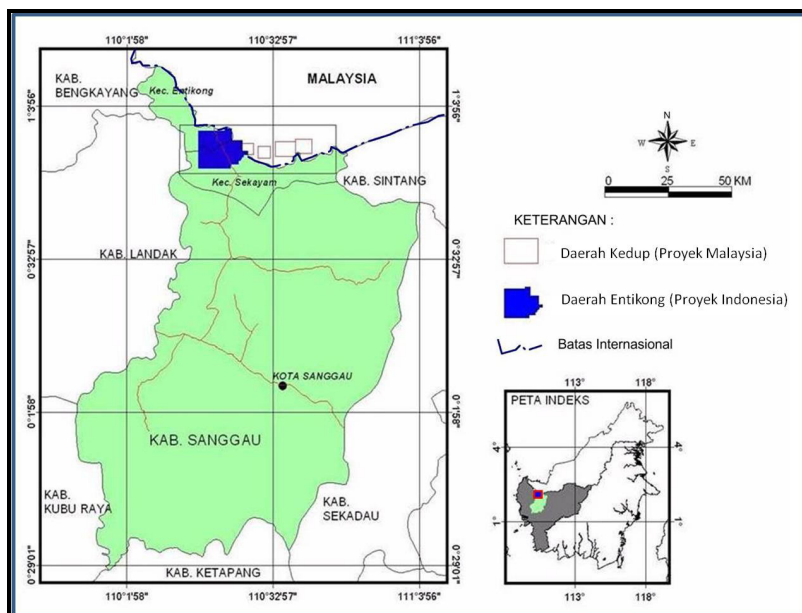 110°1'58"
110°32'57"
111°3'56"
KAB.
BENGKAYANG
Kec. Entikong
MALAYSIA
1°3'56"
1°3'56"
Kec. Sekayam
KAB. SINTANG
KAB. LANDAK
0°32'57"
0°32'57"
KOTA SANGGAU
0°1'58"
0°1'58"
KAB. SANGGAU
KAB.
KUBU RAYA
KAB.
SEKADAU
0°29'01"
0°29'01"
KAB. KETAPANG
110°1'58"
110°32'57"
111°3'56"
N
W
E
S
0
25
50 KM
KETERANGAN :
Daerah Kedup (Proyek Malaysia)
Daerah Entikong (Proyek Indonesia)
Batas Internasional
PETA INDEKS
113°
118°
4°
4°
1°
1°
113°
118°